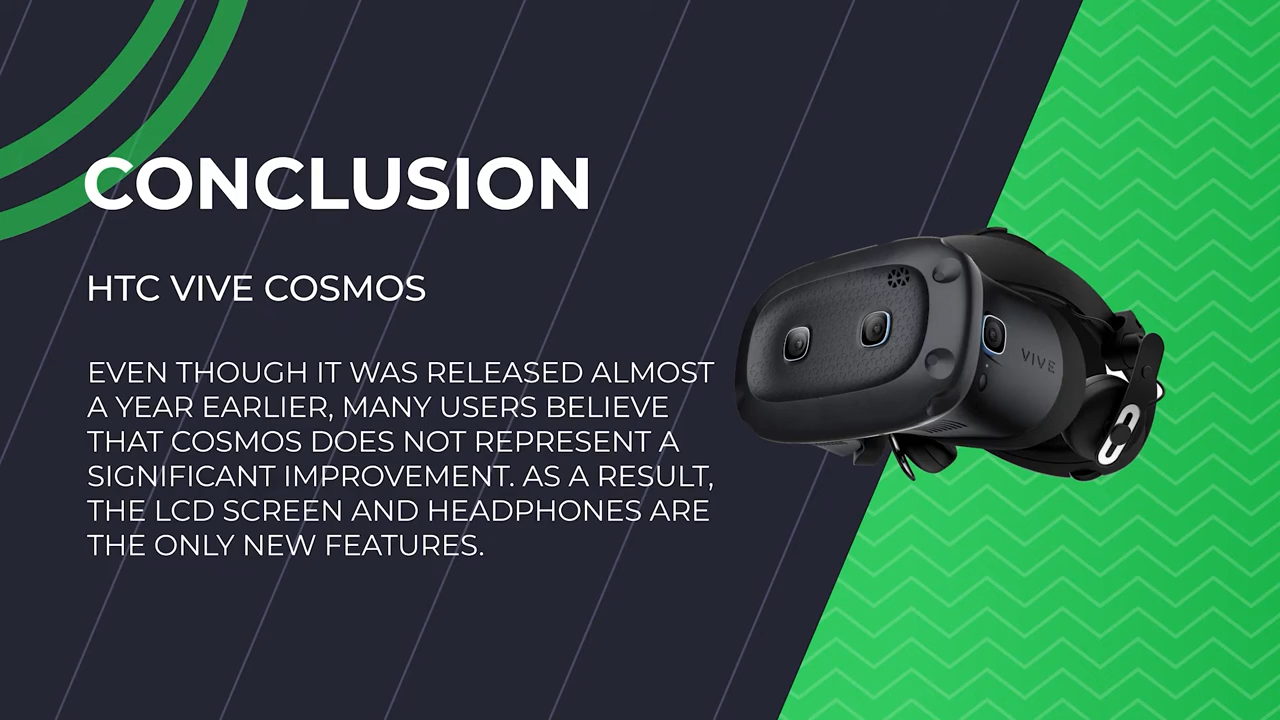 CONCLUSION
HTC VIVE COSMOS
EVEN THOUGH IT WAS RELEASED ALMOST
A YEAR EARLIER, MANY USERS BELIEVE
THAT COSMOS DOES NOT REPRESENT A
SIGNIFICANT IMPROVEMENT. AS A RESULT,
THE LCD SCREEN AND HEADPHONES ARE
THE ONLY NEW FEATURES.
VIVE